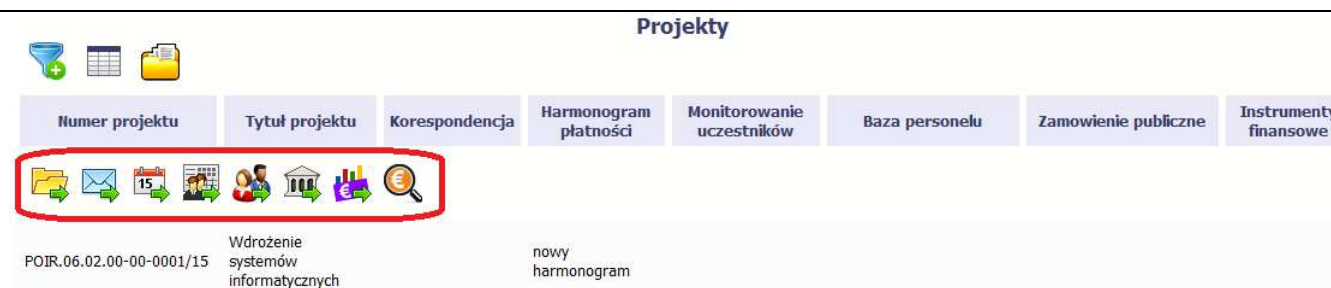 Projekty
Numer projektu
Tytuł projektu
Korespondencja
Harmonogram
płatności
Monitorowanie
uczestników
Baza personelu
Zamowienie publiczne
Instrumenty
finansowe
15
POIR.06.02.00-00-0001/15
Wdrożenie
systemów
informatycznych
nowy
harmonogram